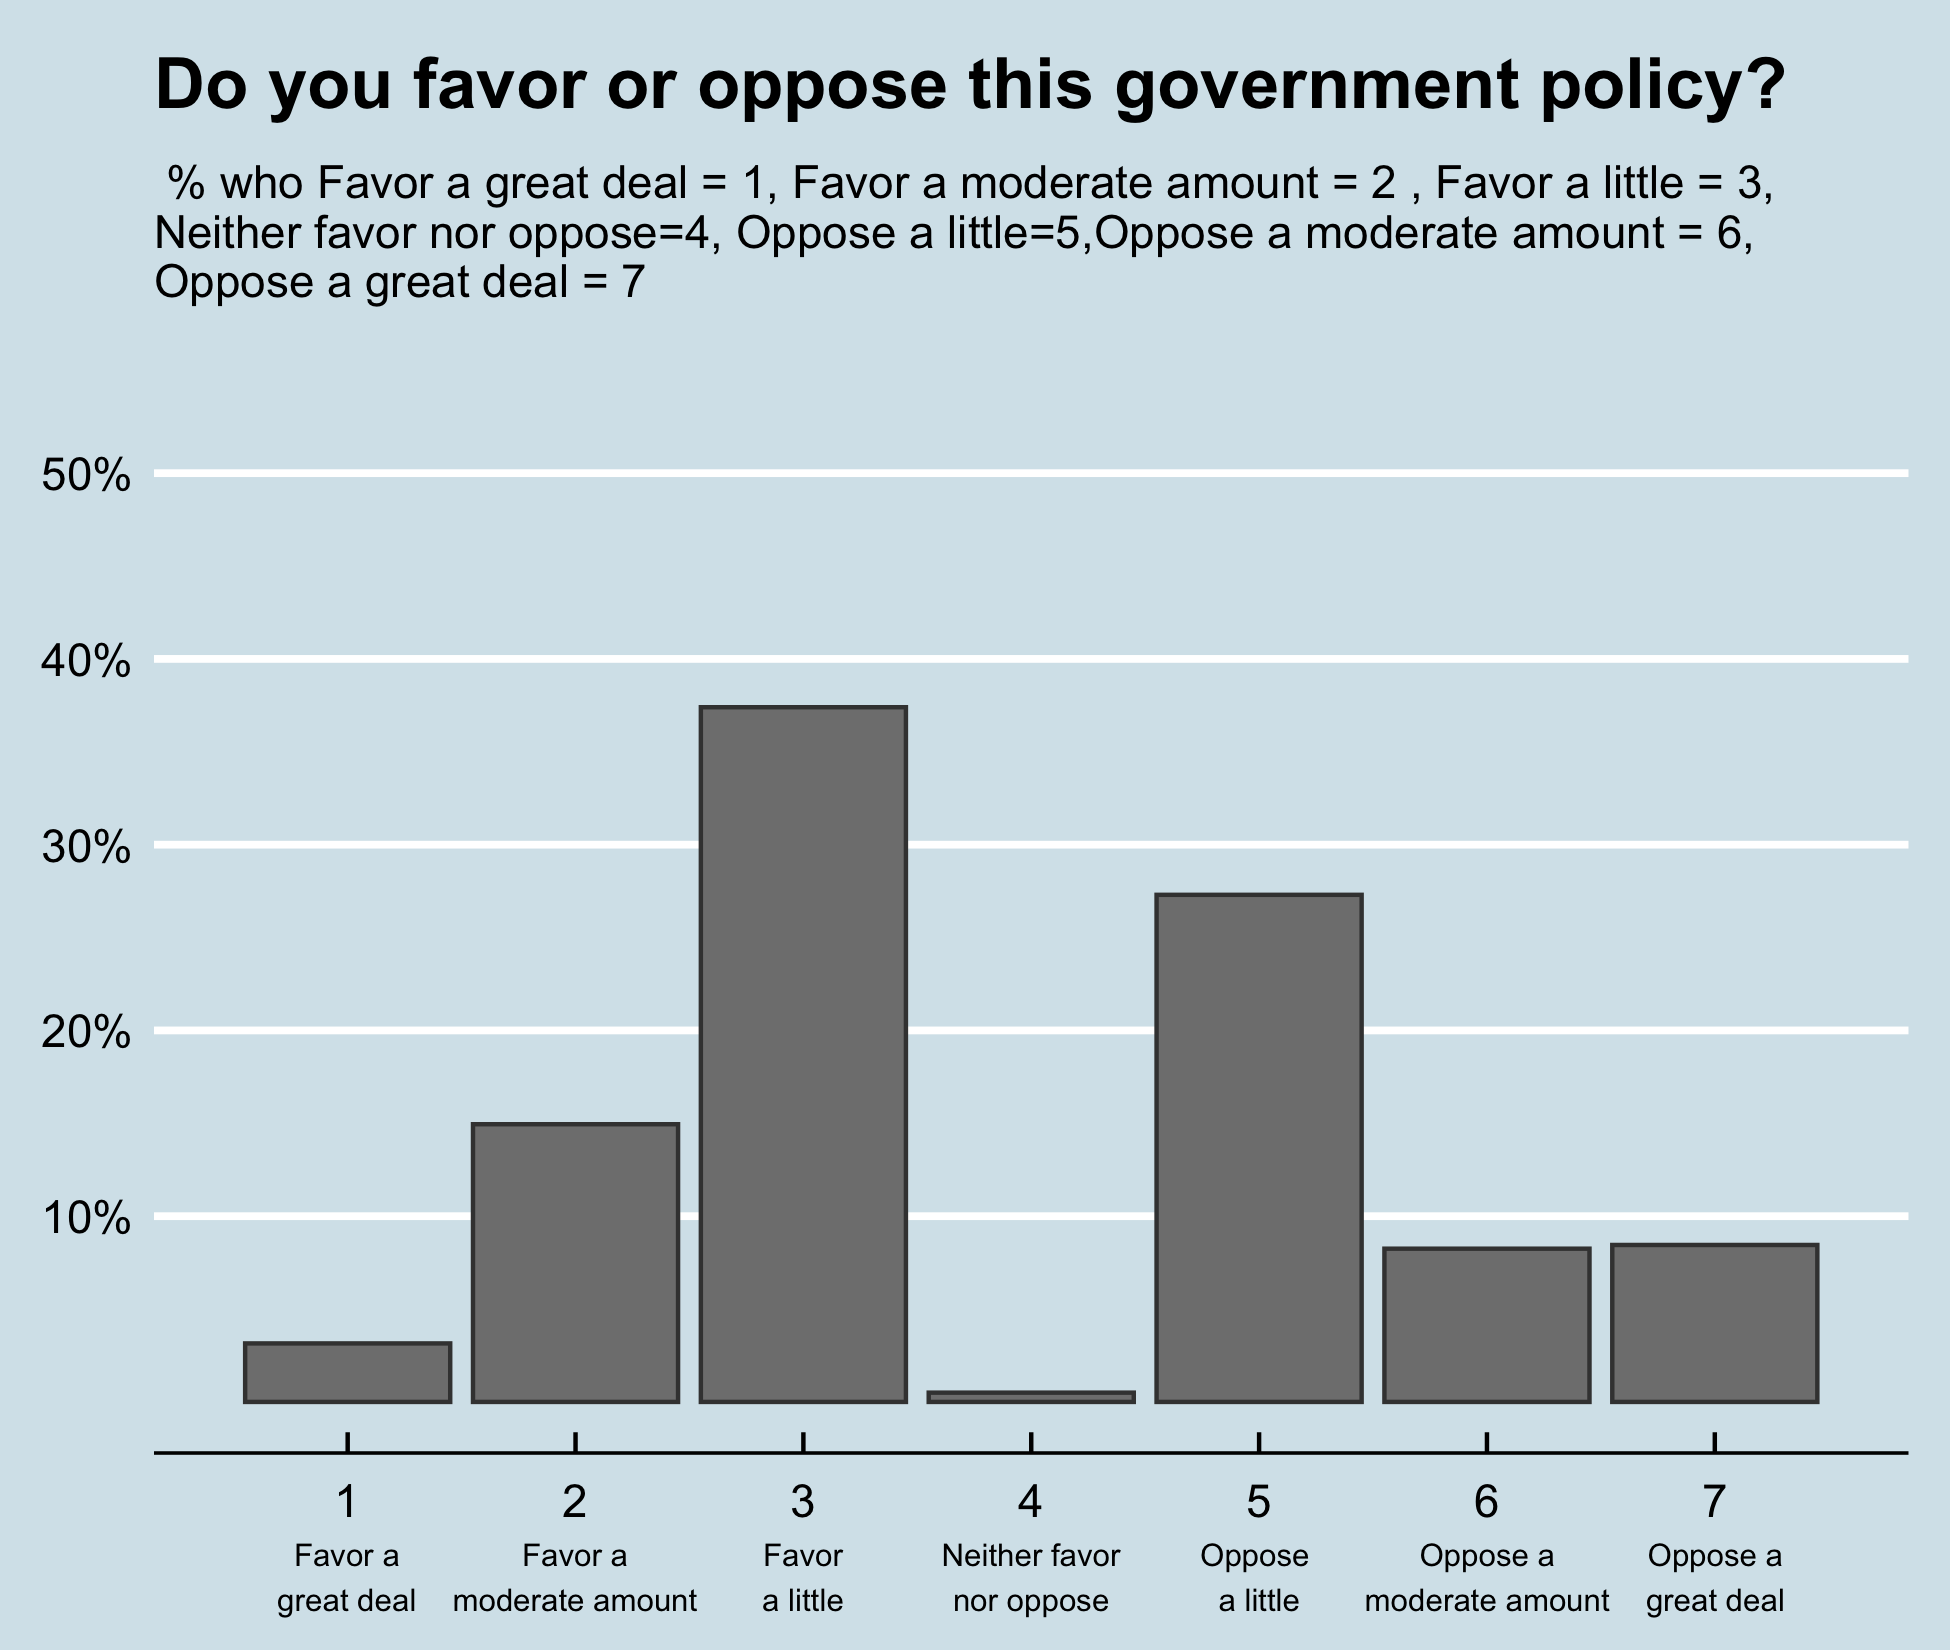 Do you favor or oppose this government policy?
% who Favor a great deal = 1, Favor a moderate amount = 2 , Favor a little = 3,
Neither favor nor oppose=4, Oppose a little=5,Oppose a moderate amount = 6,
Oppose a great deal = 7
50%
40%
30%
20%
10%
1 2 3 4 5 6 7
Favor a Favor a Favor Neither favor Oppose Oppose a Oppose a
great deal moderate amount a little nor oppose a little moderate amount great deal